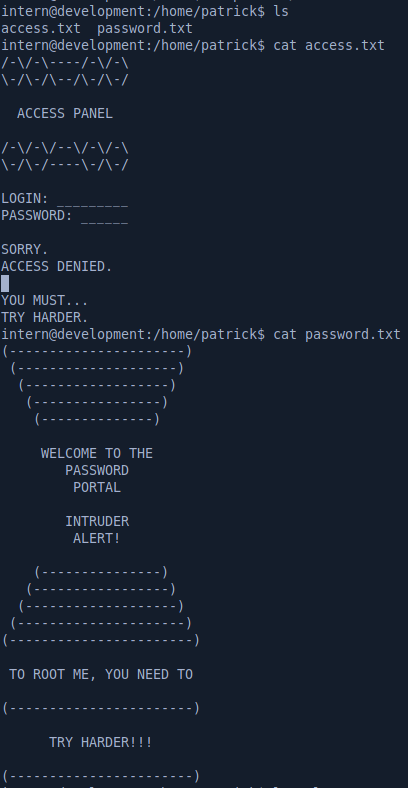 intern@development:/home/patrick$ ls
access.txt  password.txt
intern@development:/home/patrick$ cat access.txt
/-\/-\----/-\/-\
\-/\-/\--/\-/\-/

  ACCESS PANEL

/-\/-\/--\/-\/-\
\-/\-/----\-/\-/

LOGIN: _________
PASSWORD: ______

SORRY.
ACCESS DENIED.

YOU MUST...
TRY HARDER.
intern@development:/home/patrick$ cat password.txt
(----------------------)
 (--------------------)
  (------------------)
   (----------------)
    (--------------)

     WELCOME TO THE
        PASSWORD
         PORTAL

        INTRUDER
         ALERT!

    (---------------)
   (-----------------)
  (-------------------)
 (---------------------)
(-----------------------)

 TO ROOT ME, YOU NEED TO

(-----------------------)

      TRY HARDER!!!

(-----------------------)